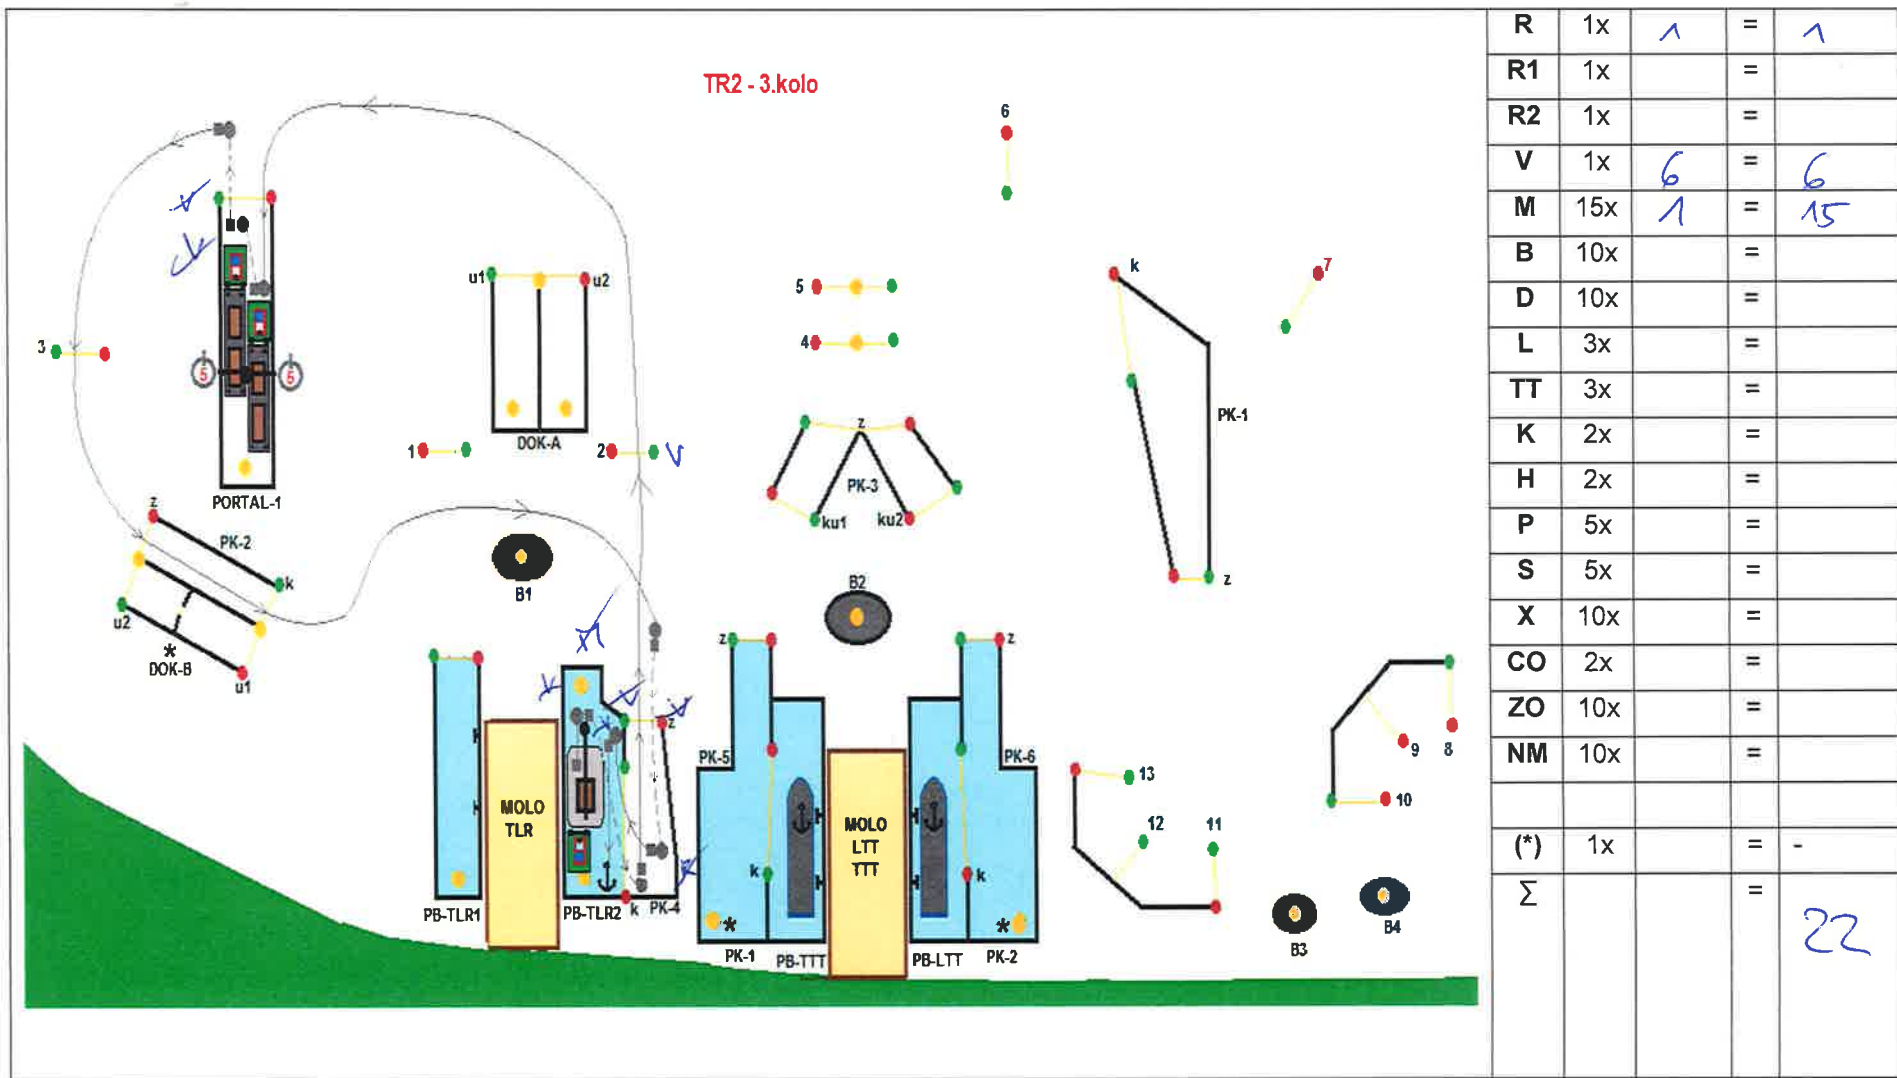 TR2 - 3.kolo
6
7
k
u1
u2
5
4
3
5
5
PK-1
1
2
DOK-A
z
PK-3
ku1
ku2
PORTAL-1
z
PK-2
k
B1
B2
z
u2
*
DOK-B
u1
z
z
z
PK-5
PK-6
9
8
10
13
12
11
MOLO
TLR
MOLO
LTT
TTT
k
k
PB-TLR1
PB-TLR2
k
PK-4
*
*
PK-1
PB-TTT
PB-LTT
PK-2
B3
B4
R 1x 1 = 1
R1 1x =
R2 1x =
V 1x 6 = 6
M 15x 1 = 15
B 10x =
D 10x =
L 3x =
TT 3x =
K 2x =
H 2x =
P 5x =
S 5x =
X 10x =
CO 2x =
ZO 10x =
NM 10x =
(*) 1x = -
Σ = 22